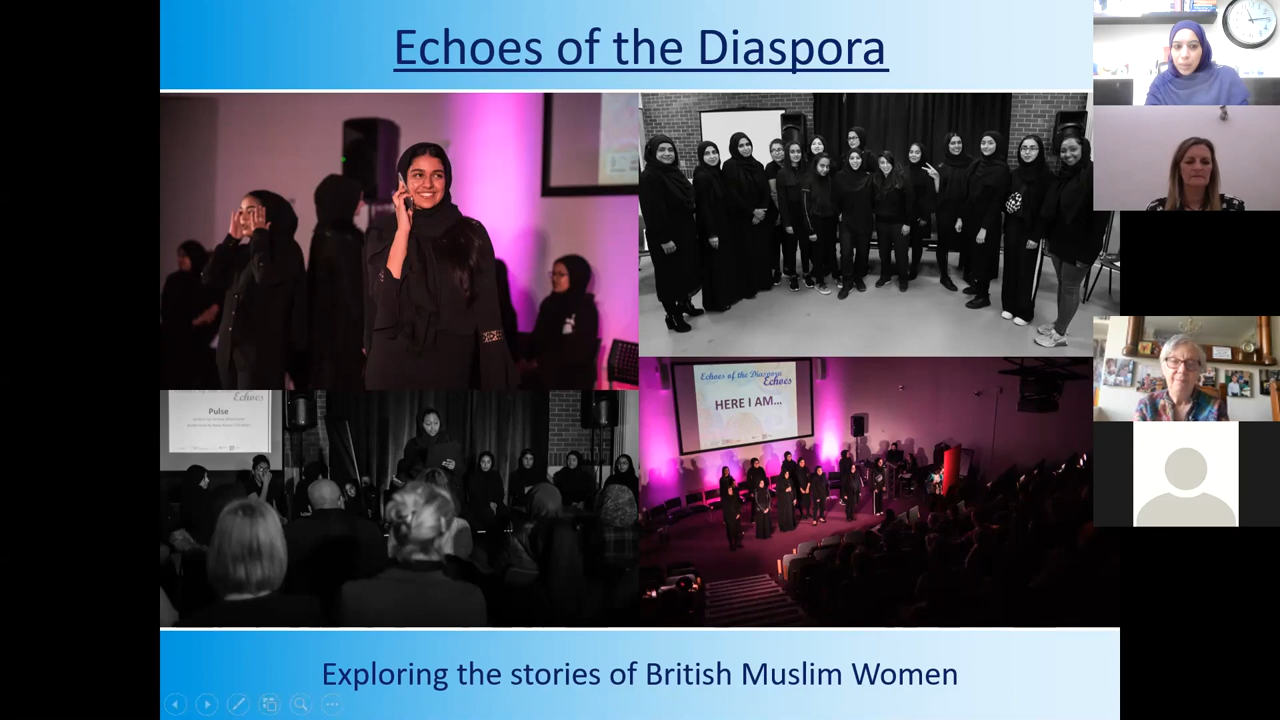 Echoes of the Diaspora
Echoes of the Diaspora
Echoes
HERE I AM...
Echoes
Pulse
Exploring the stories of British Muslim Women